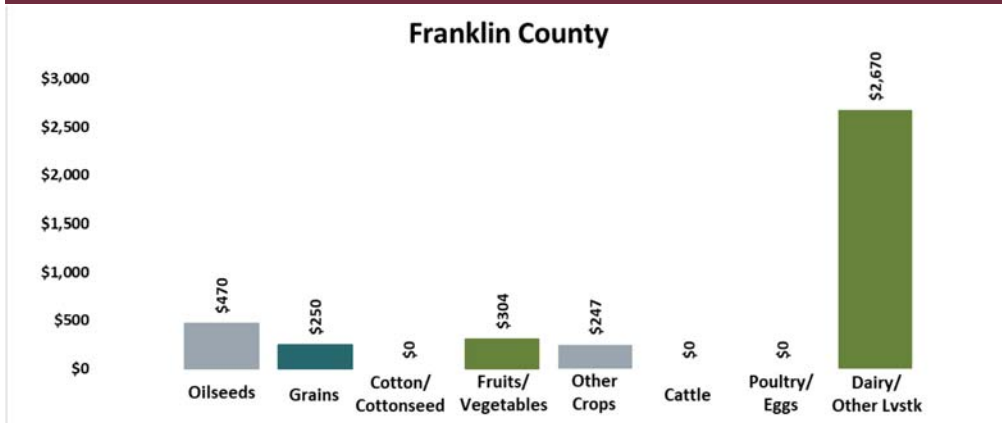 Franklin County
$3,000
$2,500
$2,000
$1,500
$1,000
$500
$0
$470
$250
$0
$304
$247
$0
$0
$2,670
Oilseeds
Grains
Cotton/
Cottonseed
Fruits/
Vegetables
Other
Crops
Cattle
Poultry/
Eggs
Dairy/
Other Lvstk